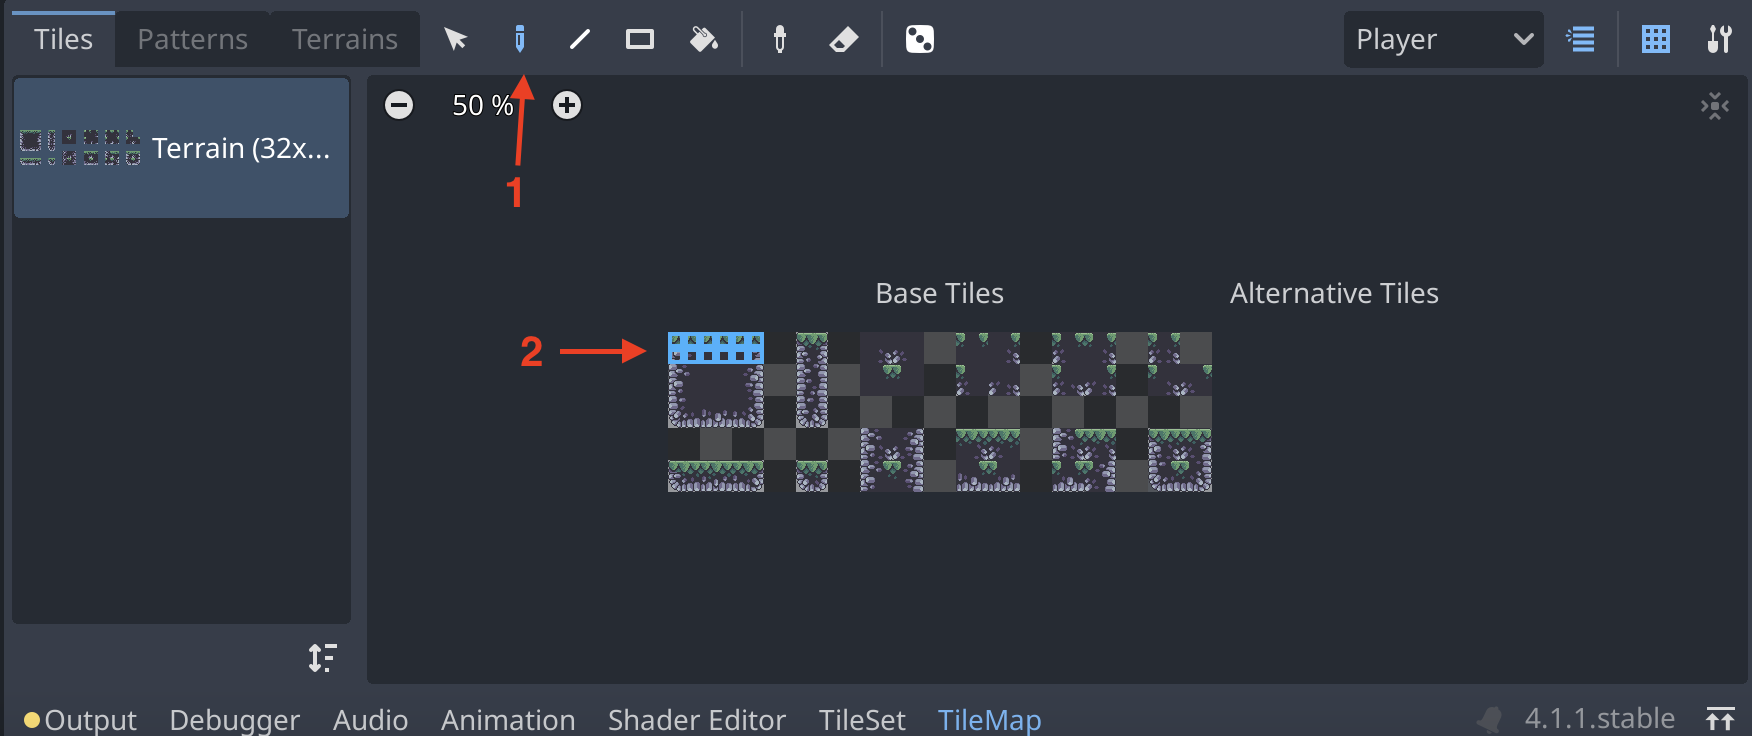 Tiles Patterns Terrains Player
50 %
Terrain (32x...
1
Base Tiles Alternative Tiles
2
Output Debugger Audio Animation Shader Editor TileSet TileMap 4.1.1.stable